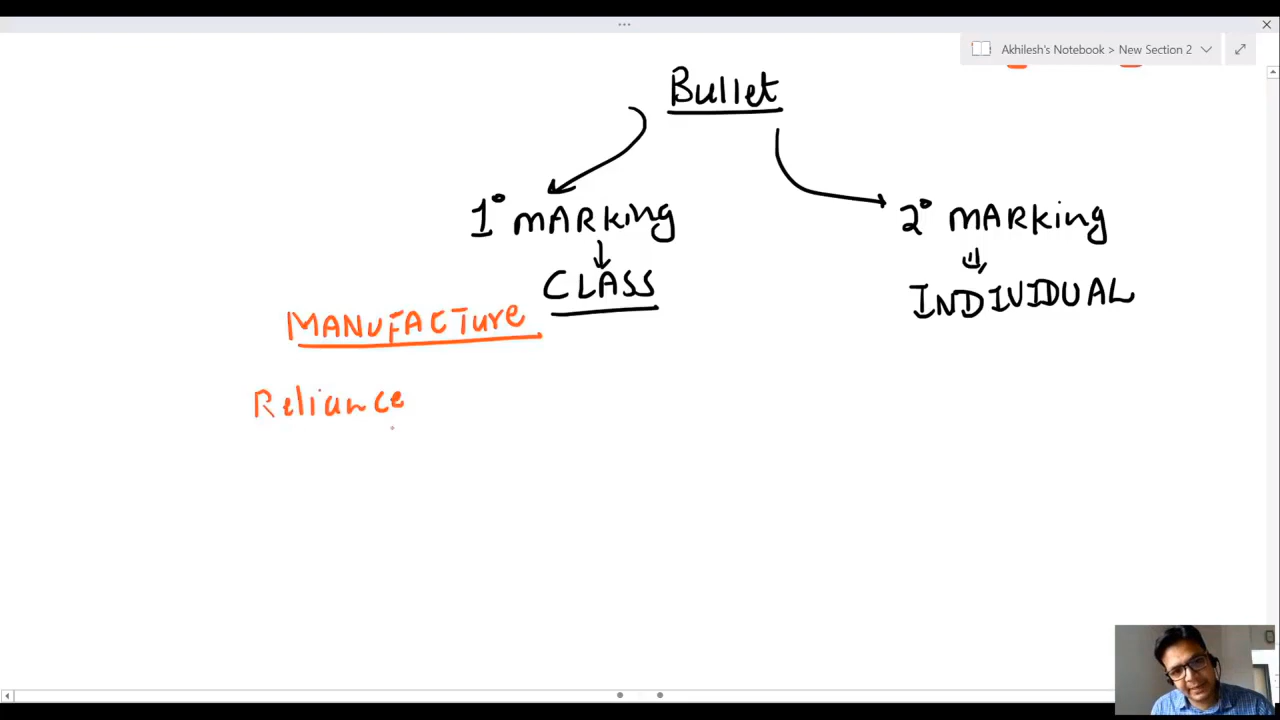 Akhilesh's Notebook > New Section 2
Bullet
1° MARKing
2° MARKing
CLASS
INDIVIDUAL
MANUFACTure
Reliance